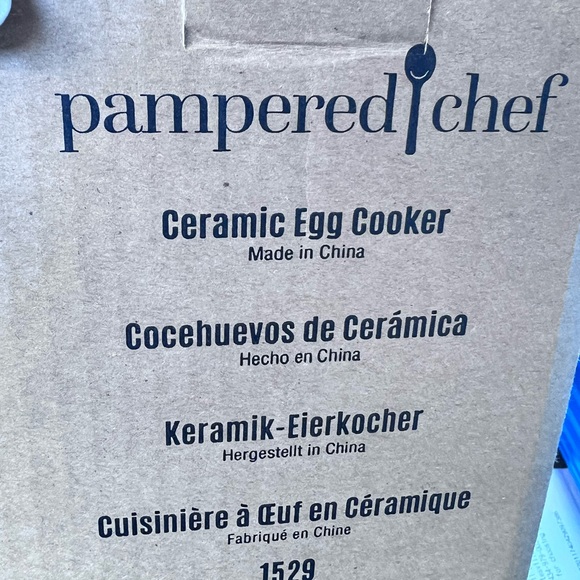 pampered chef
Ceramic Egg Cooker
Made in China
Cocehuevos de Cerámica
Hecho en China
Keramik-Eierkocher
Hergestellt in China
Cuisinière à Œuf en Céramique
Fabriqué en Chine
1529